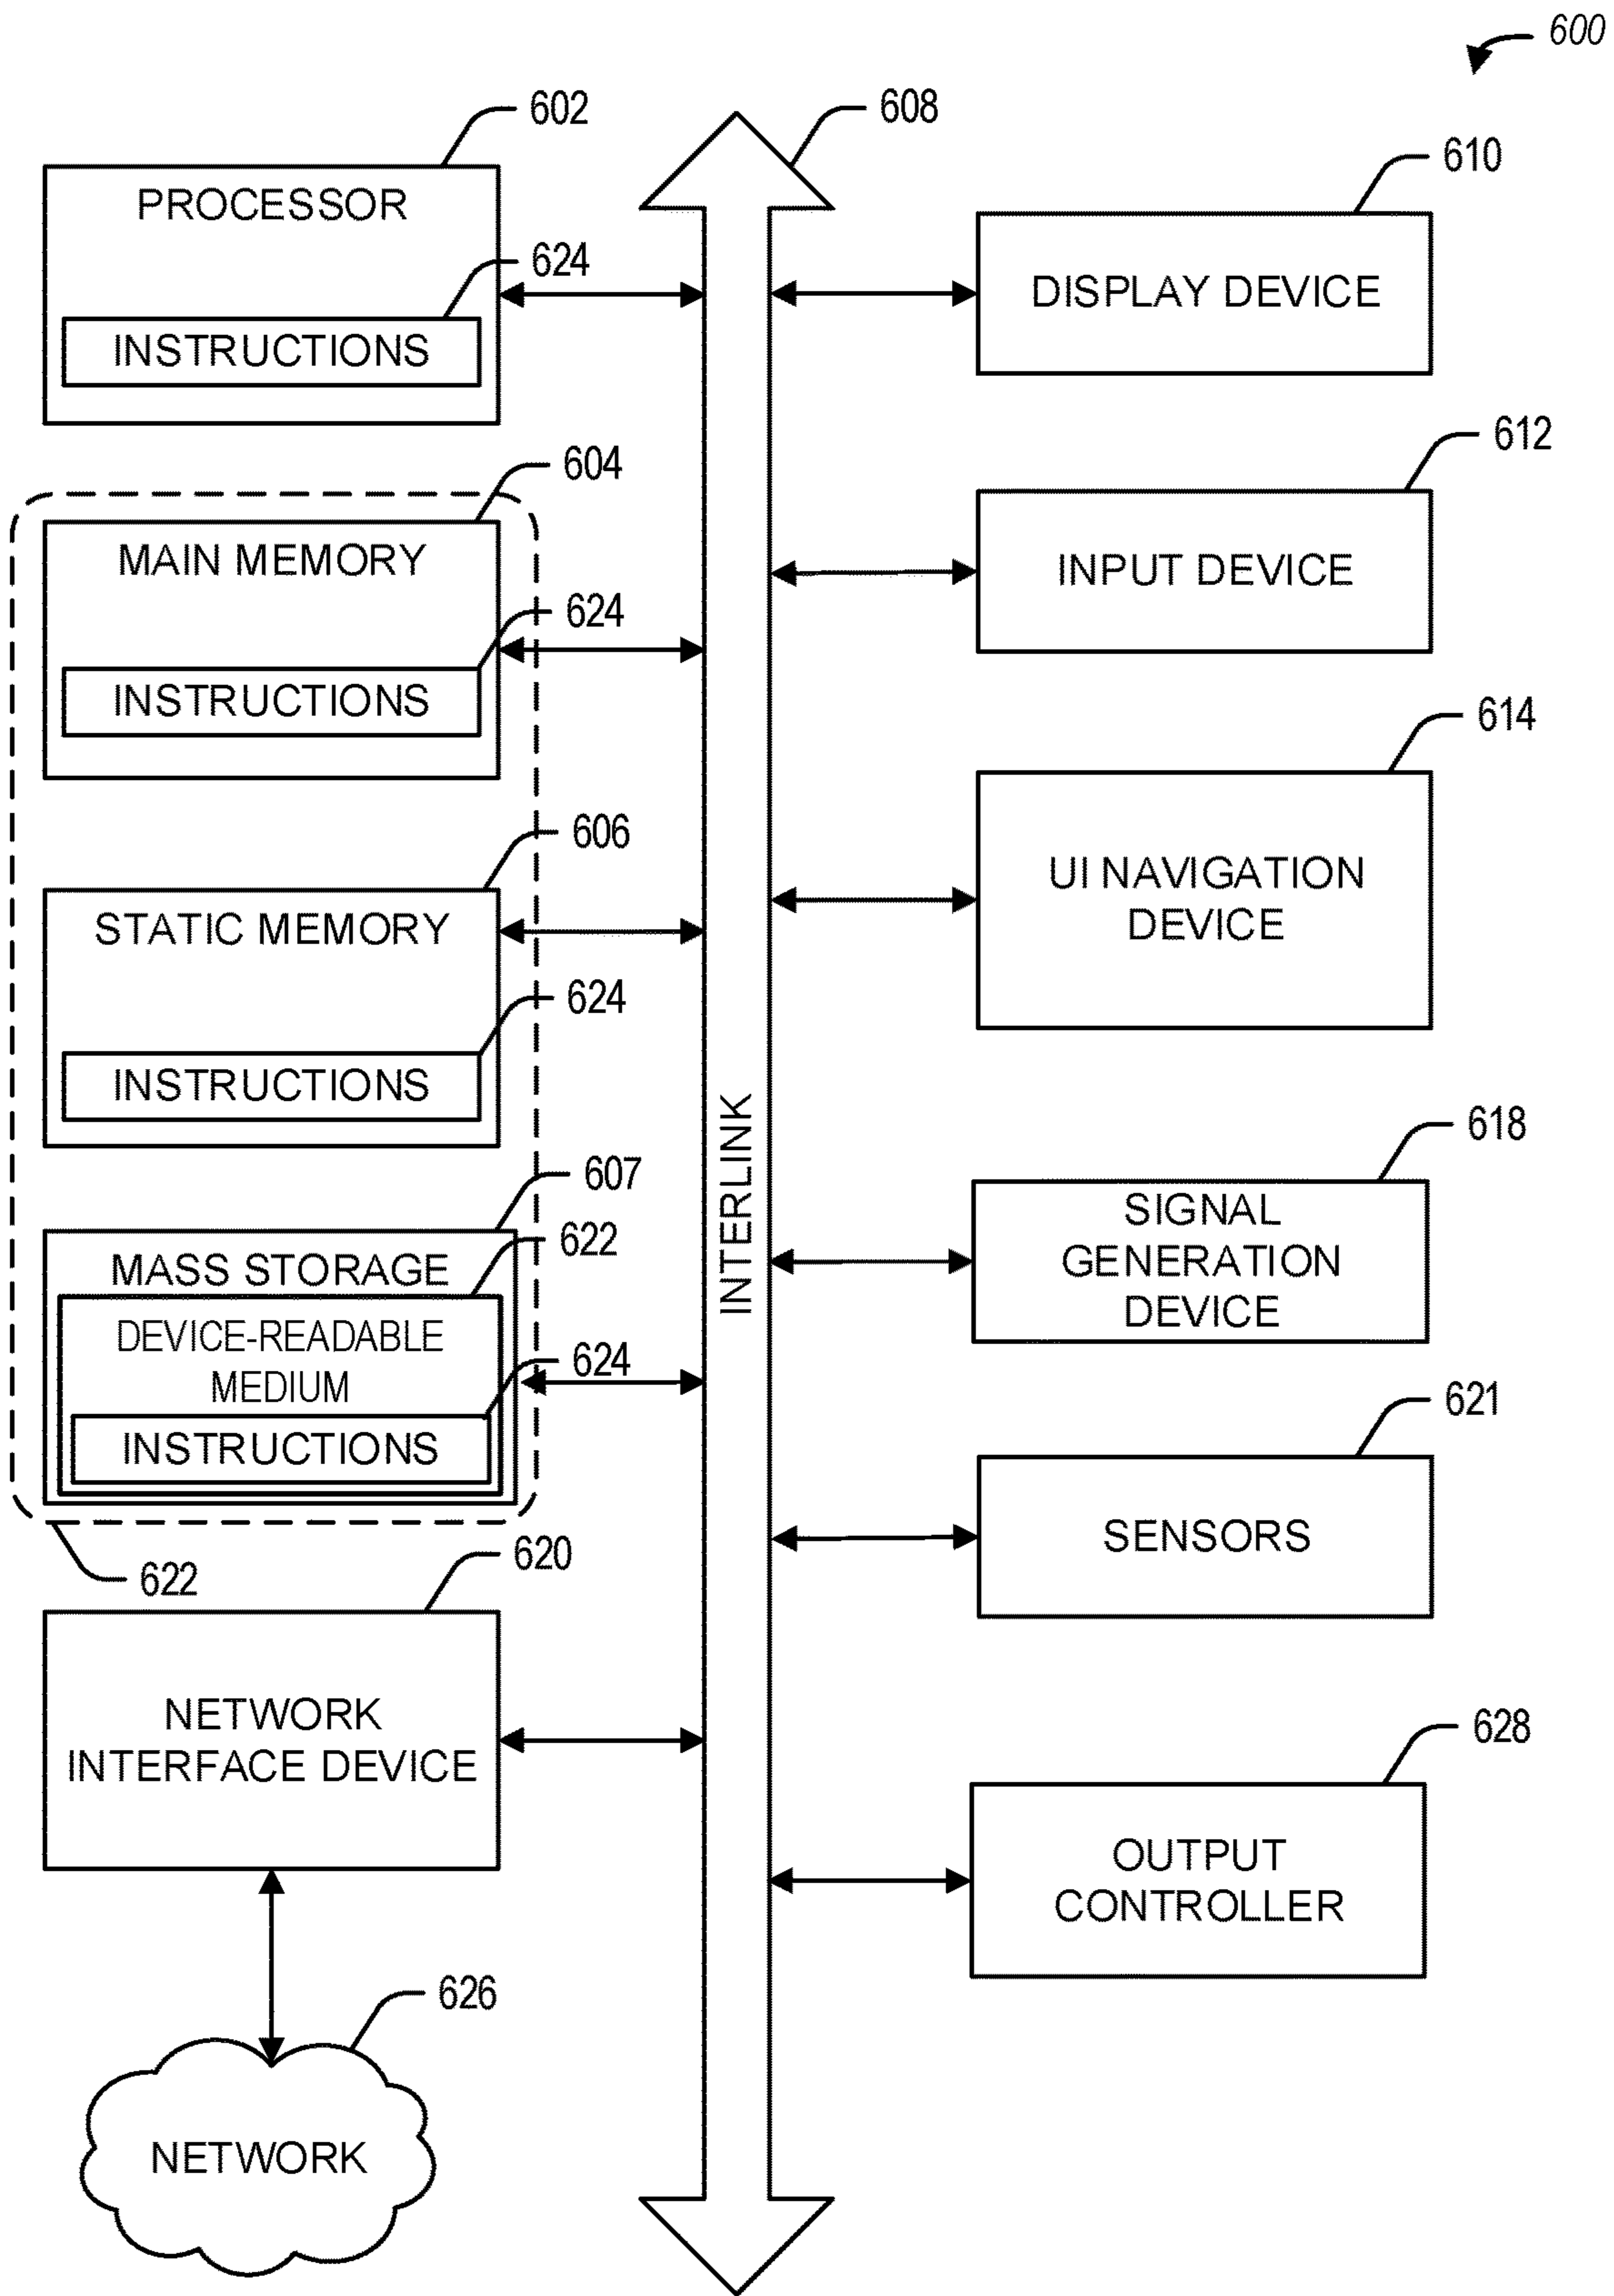 600
602
PROCESSOR
624
INSTRUCTIONS
604
MAIN MEMORY
624
INSTRUCTIONS
606
STATIC MEMORY
624
INSTRUCTIONS
607
MASS STORAGE
622
DEVICE-READABLE
MEDIUM
624
INSTRUCTIONS
622
620
NETWORK
INTERFACE DEVICE
626
NETWORK
608
INTERLINK
610
DISPLAY DEVICE
612
INPUT DEVICE
614
UI NAVIGATION
DEVICE
618
SIGNAL
GENERATION
DEVICE
621
SENSORS
628
OUTPUT
CONTROLLER